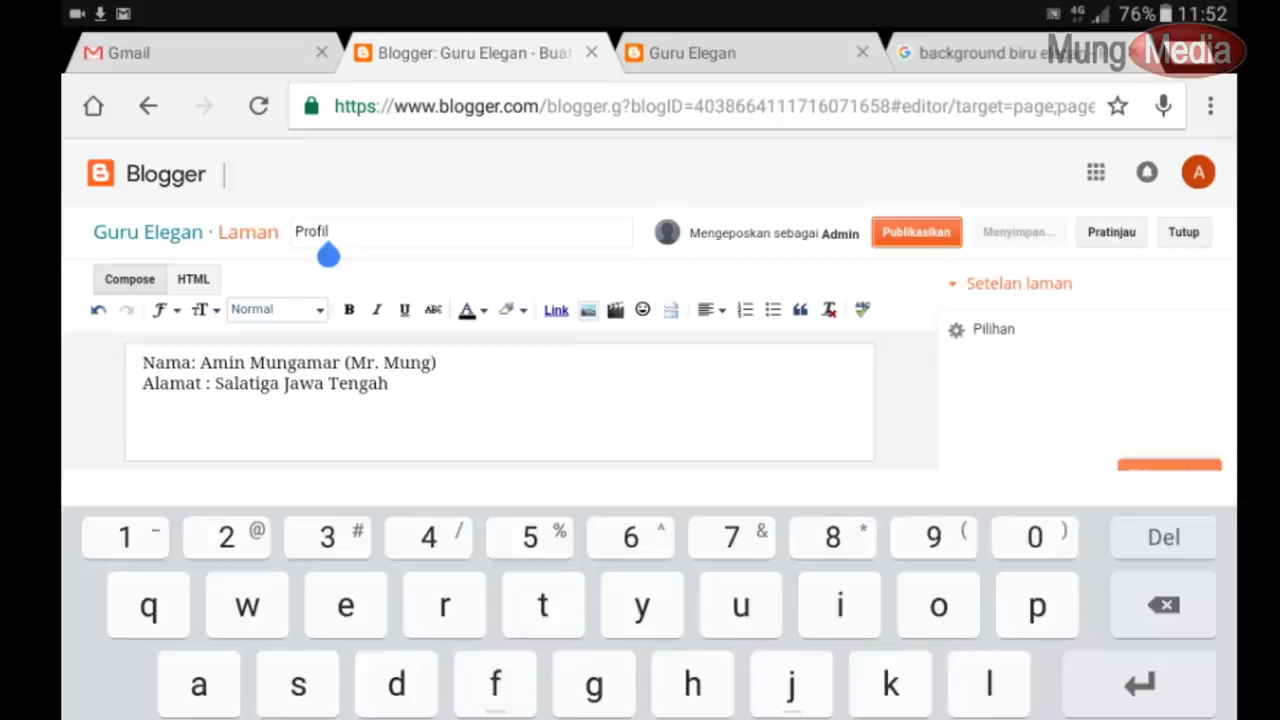 4G 76% 11:52
Gmail
Blogger: Guru Elegan - Bua
Guru Elegan
background biru
Mung Media
https://www.blogger.com/blogger.g?blogID=4038664111716071658#editor/target=page;page
Blogger
A
Guru Elegan · Laman
Profil
Mengeposkan sebagai Admin
Publikasikan
Menyimpan...
Pratinjau
Tutup
Compose
HTML
Setelan laman
Normal
B I U ABC A Link
Pilihan
Nama: Amin Mungamar (Mr. Mung)
Alamat : Salatiga Jawa Tengah
1 - 2 @ 3 # 4 / 5 % 6 ^ 7 & 8 * 9 ( 0 ) Del
q w e r t y u i o p
a s d f g h j k l